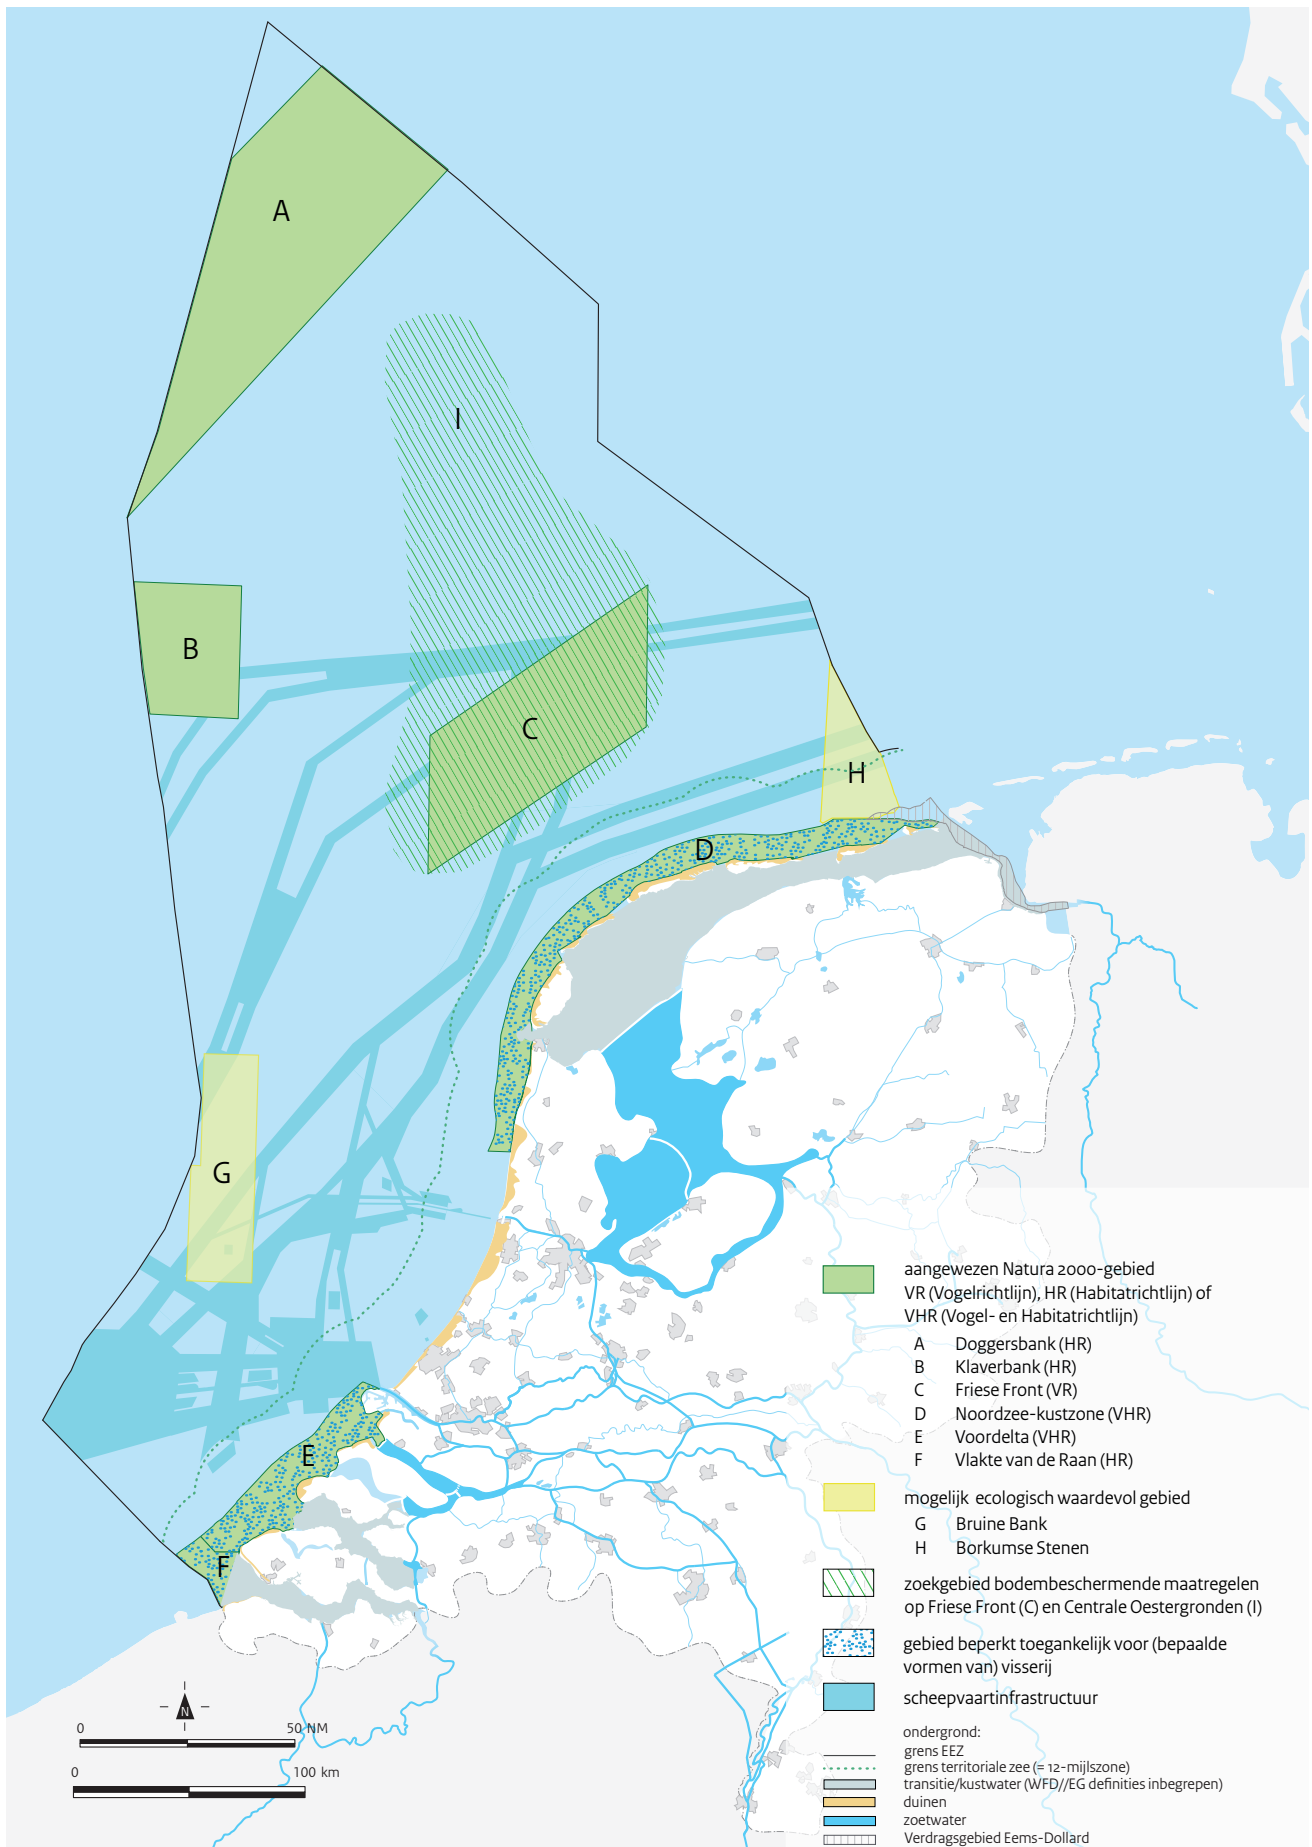 A
I
B
C
H
D
G
E
F
aangewezen Natura 2000-gebied
VR (Vogelrichtlijn), HR (Habitatrichtlijn) of
VHR (Vogel- en Habitatrichtlijn)
A Doggersbank (HR)
B Klaverbank (HR)
C Friese Front (VR)
D Noordzee-kustzone (VHR)
E Voordelta (VHR)
F Vlakte van de Raan (HR)
mogelijk ecologisch waardevol gebied
G Bruine Bank
H Borkumse Stenen
zoekgebied bodembeschermende maatregelen
op Friese Front (C) en Centrale Oestergronden (I)
gebied beperkt toegankelijk voor (bepaalde
vormen van) visserij
scheepvaartinfrastructuur
ondergrond:
grens EEZ
grens territoriale zee (= 12-mijlszone)
transitie/kustwater (WFD//EG definities inbegrepen)
duinen
zoetwater
Verdragsgebied Eems-Dollard
N
0 50 NM
0 100 km